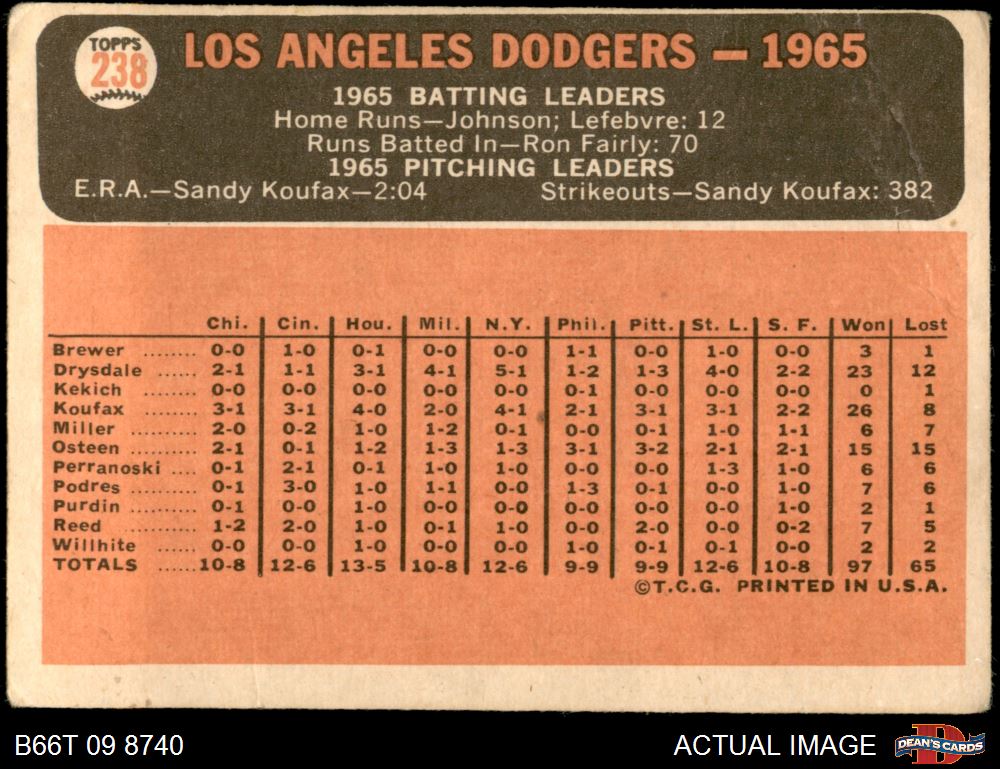 TOPPS
238
LOS ANGELES DODGERS — 1965
1965 BATTING LEADERS
Home Runs—Johnson; Lefebvre: 12
Runs Batted In—Ron Fairly: 70
1965 PITCHING LEADERS
E.R.A.—Sandy Koufax—2:04 Strikeouts—Sandy Koufax: 382
Chi. Cin. Hou. Mil. N.Y. Phil. Pitt. St. L. S. F. Won Lost
Brewer ........ 0-0 1-0 0-1 0-0 0-0 1-1 0-0 1-0 0-0 3 1
Drysdale ...... 2-1 1-1 3-1 4-1 5-1 1-2 1-3 4-0 2-2 23 12
Kekich ......... 0-0 0-0 0-0 0-0 0-0 0-1 0-0 0-0 0-0 0 1
Koufax ......... 3-1 3-1 4-0 2-0 4-1 2-1 3-1 3-1 2-2 26 8
Miller .......... 2-0 0-2 1-0 1-2 0-1 0-0 0-1 1-0 1-1 6 7
Osteen ......... 2-1 0-1 1-2 1-3 1-3 3-1 3-2 2-1 2-1 15 15
Perranoski .... 0-1 2-1 0-1 1-0 1-0 0-0 0-0 1-3 1-0 6 6
Podres ......... 0-1 3-0 1-0 1-1 0-0 1-3 0-1 0-0 1-0 7 6
Purdin ......... 0-1 0-0 1-0 0-0 0-0 0-0 0-0 0-0 1-0 2 1
Reed ........... 1-2 2-0 1-0 0-1 1-0 0-0 2-0 0-0 0-2 7 5
Willhite ...... 0-0 0-0 1-0 0-0 0-0 1-0 0-1 0-1 0-0 2 2
TOTALS ......10-8 12-6 13-5 10-8 12-6 9-9 9-9 12-6 10-8 97 65
©T.C.G. PRINTED IN U.S.A.
B66T 09 8740 ACTUAL IMAGE DEAN'S CARDS